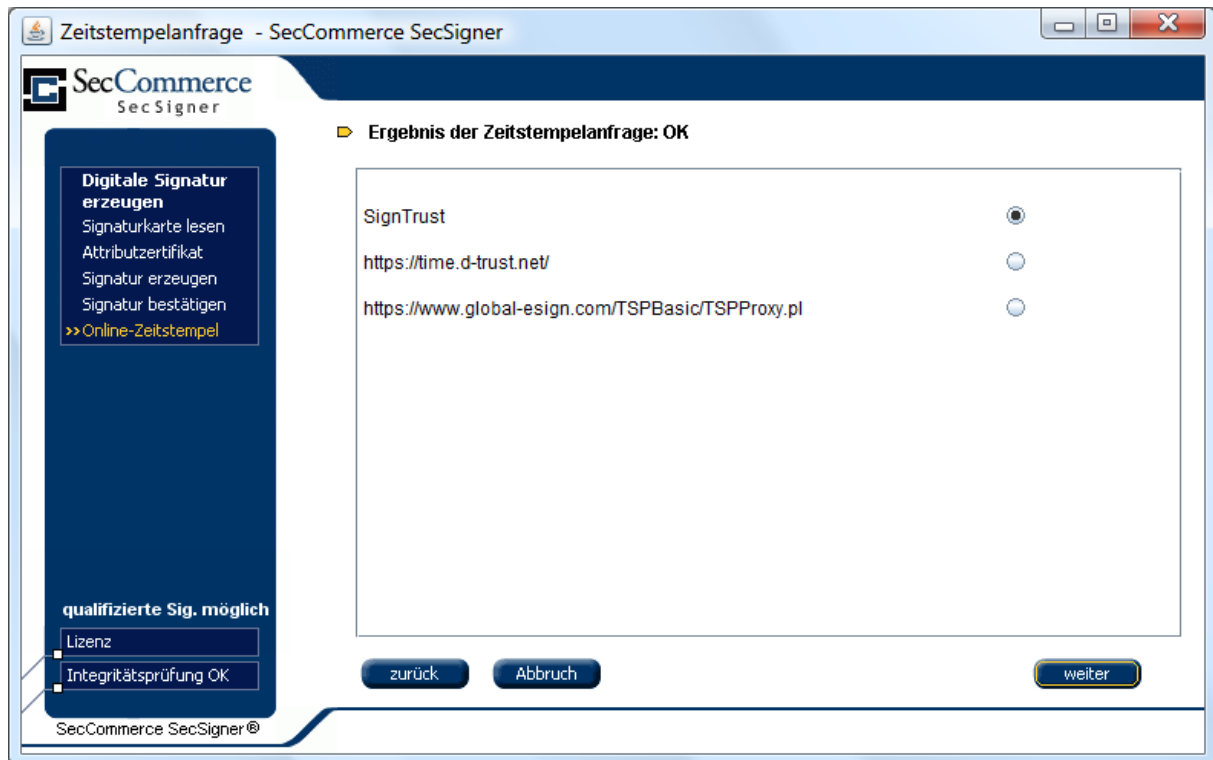 Zeitstempelanfrage - SecCommerce SecSigner
SecCommerce
SecSigner
Ergebnis der Zeitstempelanfrage: OK
Digitale Signatur
erzeugen
Signaturkarte lesen
Attributzertifikat
Signatur erzeugen
Signatur bestätigen
>>Online-Zeitstempel
SignTrust
https://time.d-trust.net/
https://www.global-esign.com/TSPBasic/TSPProxy.pl
qualifizierte Sig. möglich
Lizenz
Integritätsprüfung OK
zurück Abbruch weiter
SecCommerce SecSigner®